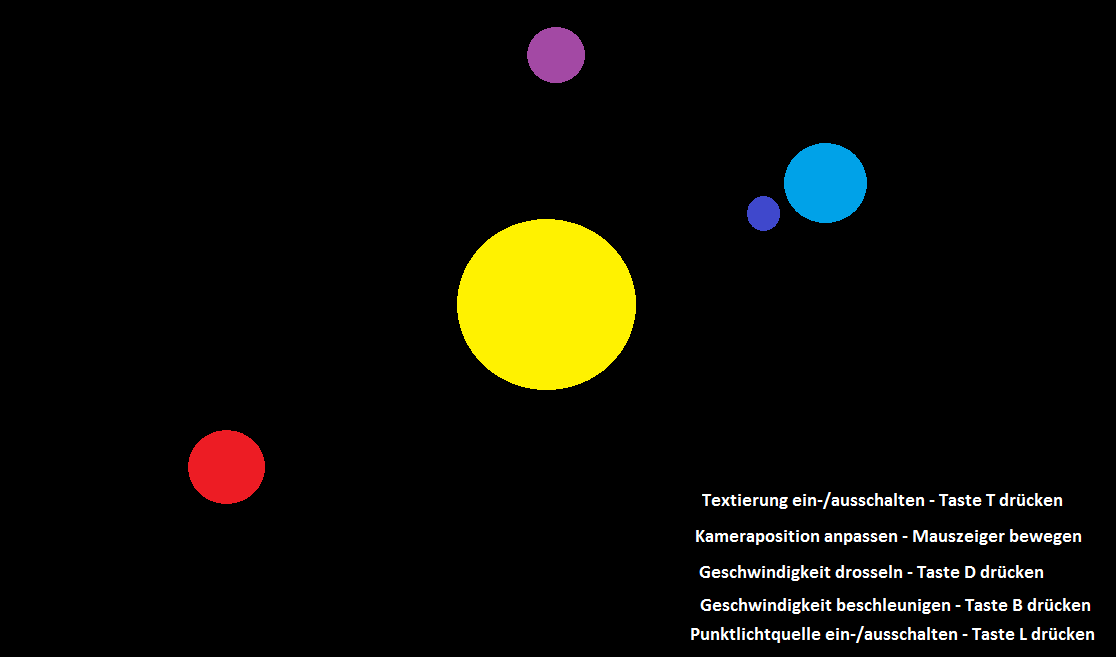 Textierung ein-/ausschalten - Taste T drücken
Kameraposition anpassen - Mauszeiger bewegen
Geschwindigkeit drosseln - Taste D drücken
Geschwindigkeit beschleunigen - Taste B drücken
Punktlichtquelle ein-/ausschalten - Taste L drücken